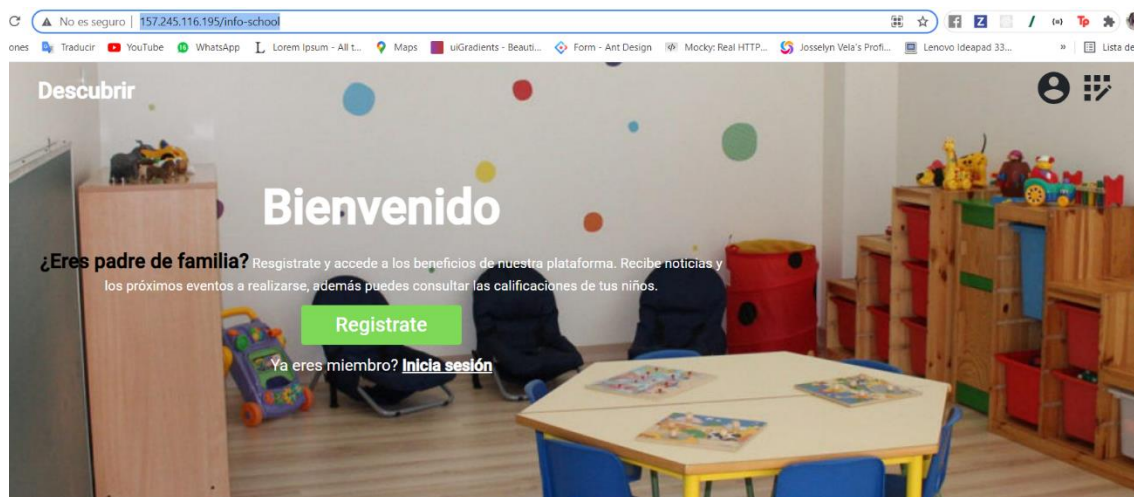 No es seguro | 157.245.116.195/info-school
ones Traducir YouTube WhatsApp Lorem Ipsum - All t... Maps uiGradients - Beauti... Form - Ant Design Mocky: Real HTTP... Josselyn Vela's Profi... Lenovo Ideapad 33... » Lista de
Descubrir
Bienvenido
¿Eres padre de familia? Resgistrate y accede a los beneficios de nuestra plataforma. Recibe noticias y
los próximos eventos a realizarse, además puedes consultar las calificaciones de tus niños.
Registrate
Ya eres miembro? Inicia sesión